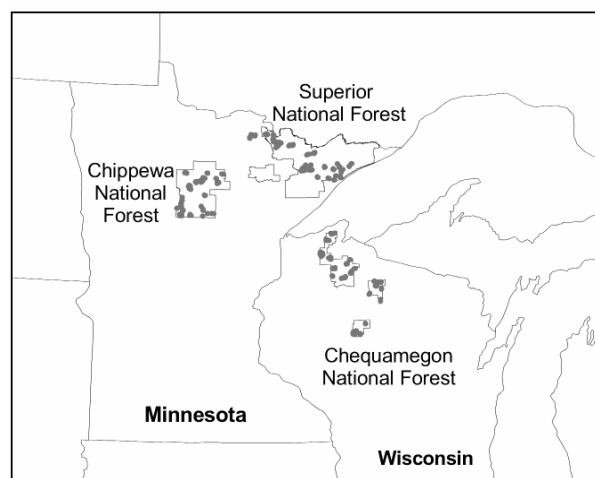 Superior
National Forest
Chippewa
National
Forest
Chequamegon
National Forest
Minnesota
Wisconsin